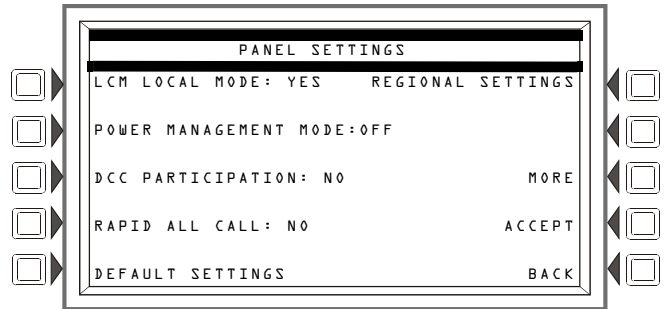 PANEL SETTINGS
LCM LOCAL MODE: YES REGIONAL SETTINGS
POWER MANAGEMENT MODE:OFF
DCC PARTICIPATION: NO MORE
RAPID ALL CALL: NO ACCEPT
DEFAULT SETTINGS BACK